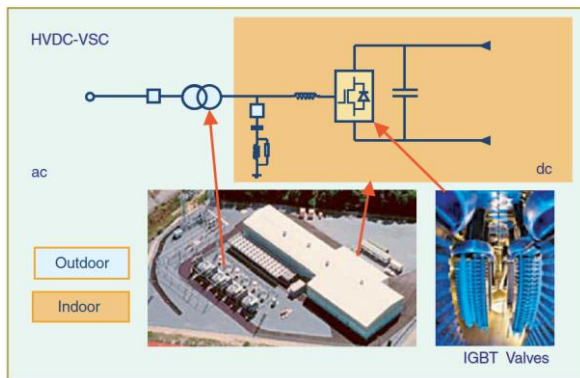 HVDC-VSC
ac
dc
Outdoor
Indoor
IGBT Valves